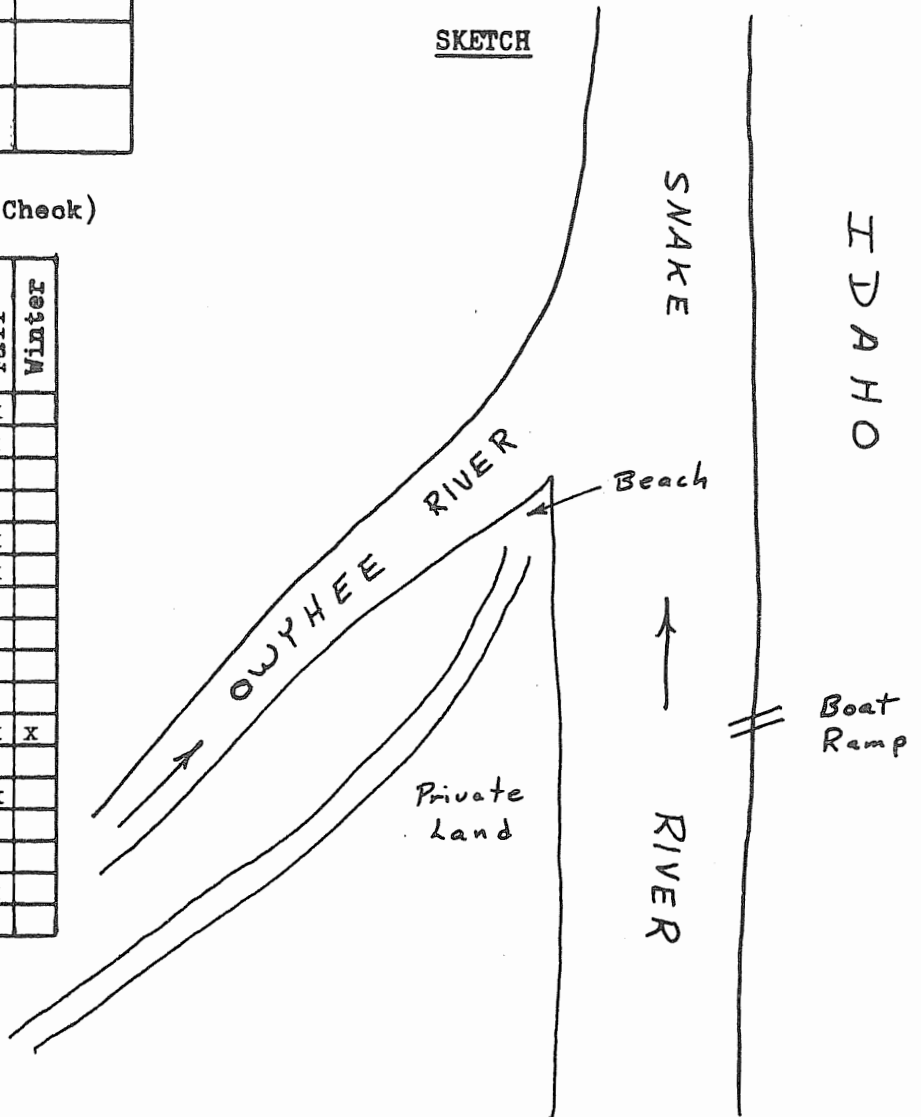 SKETCH
Check)
Winter
x
SNAKE
RIVER
IDAHO
OWYHEE RIVER
Beach
Boat
Ramp
Private
Land